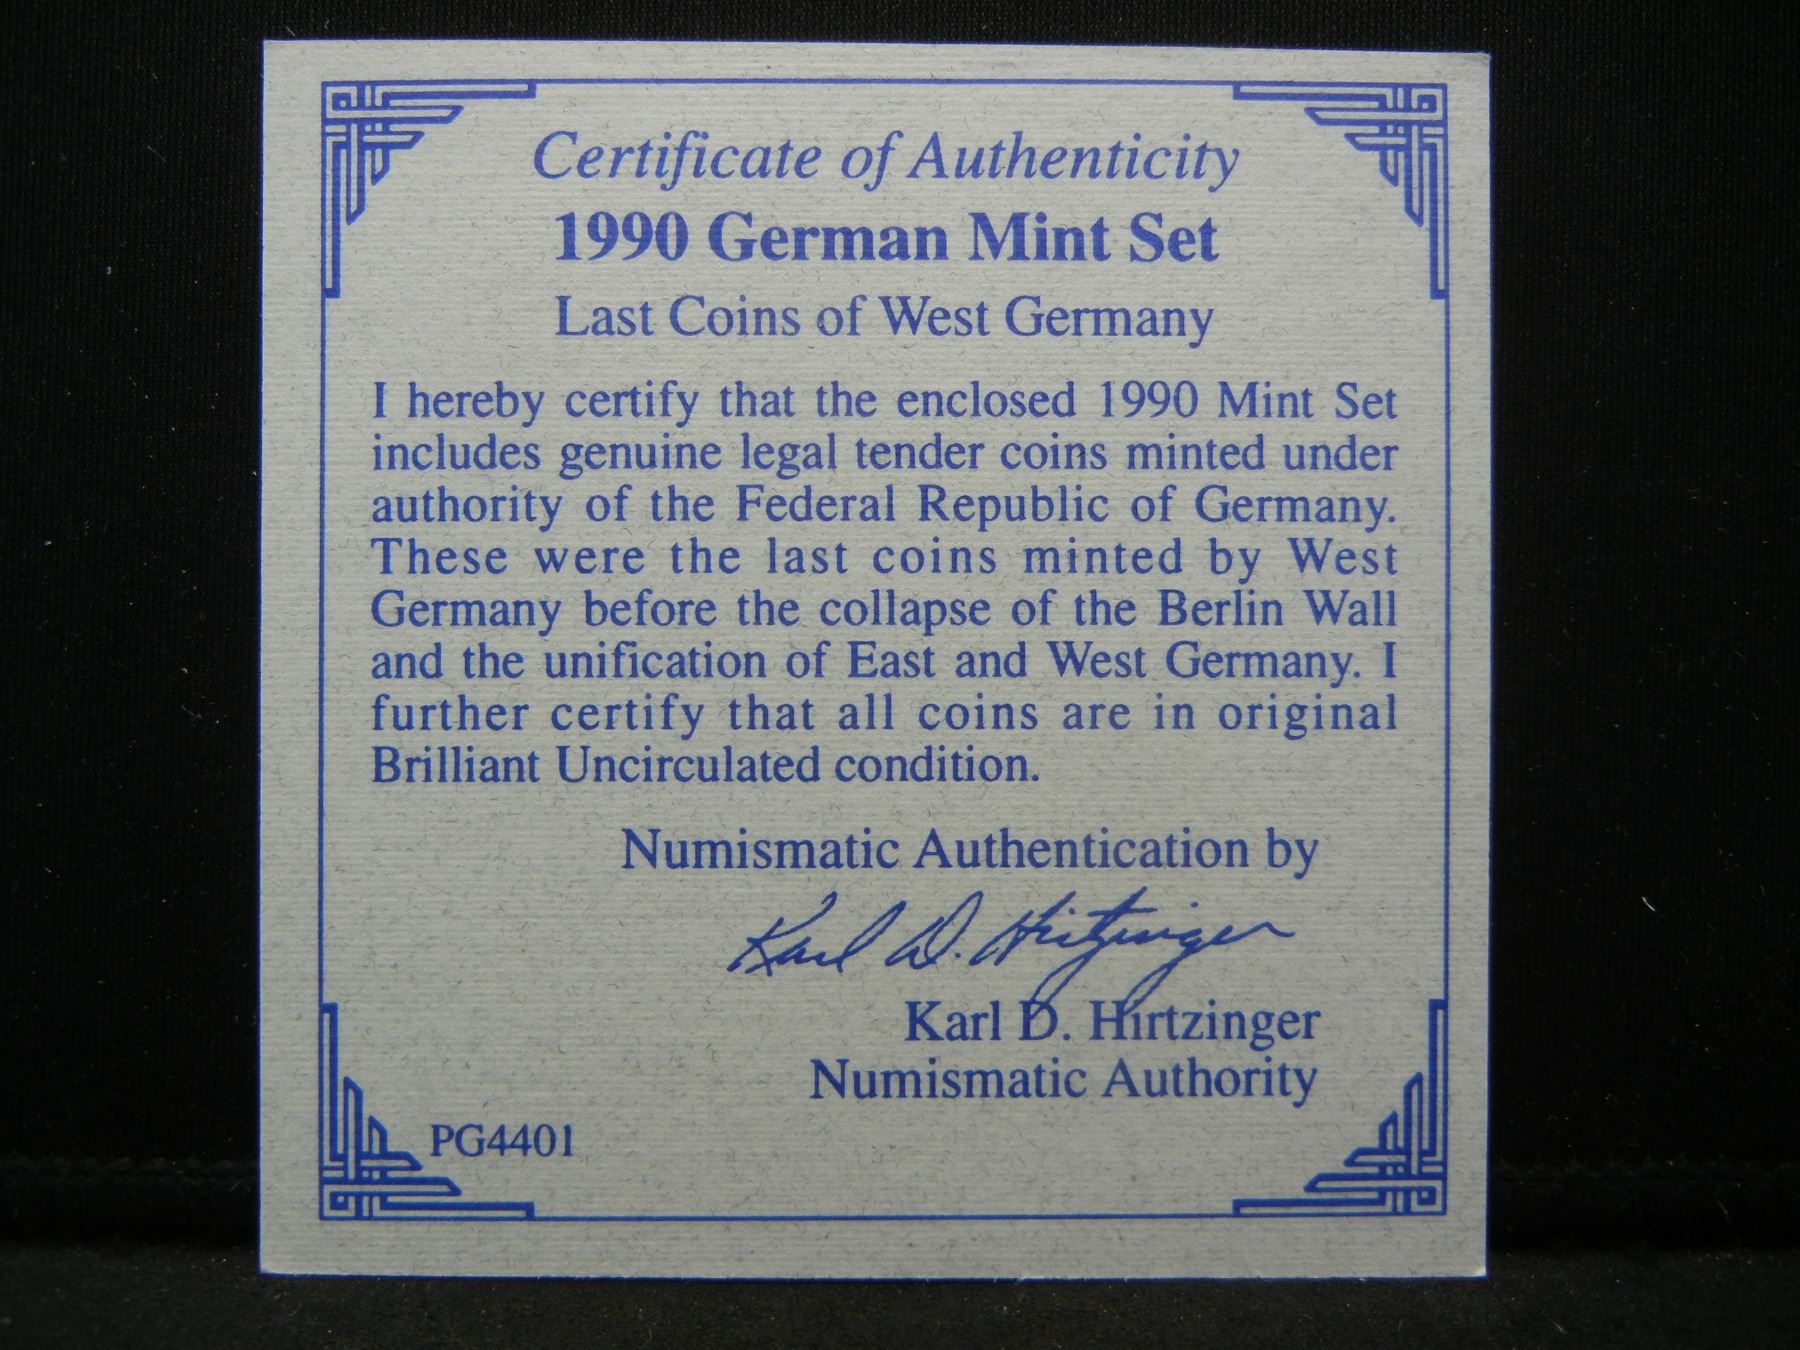 Certificate of Authenticity
1990 German Mint Set
Last Coins of West Germany
I hereby certify that the enclosed 1990 Mint Set
includes genuine legal tender coins minted under
authority of the Federal Republic of Germany.
These were the last coins minted by West
Germany before the collapse of the Berlin Wall
and the unification of East and West Germany. I
further certify that all coins are in original
Brilliant Uncirculated condition.
Numismatic Authentication by
Karl D. Hirtzinger
Karl D. Hirtzinger
Numismatic Authority
PG4401